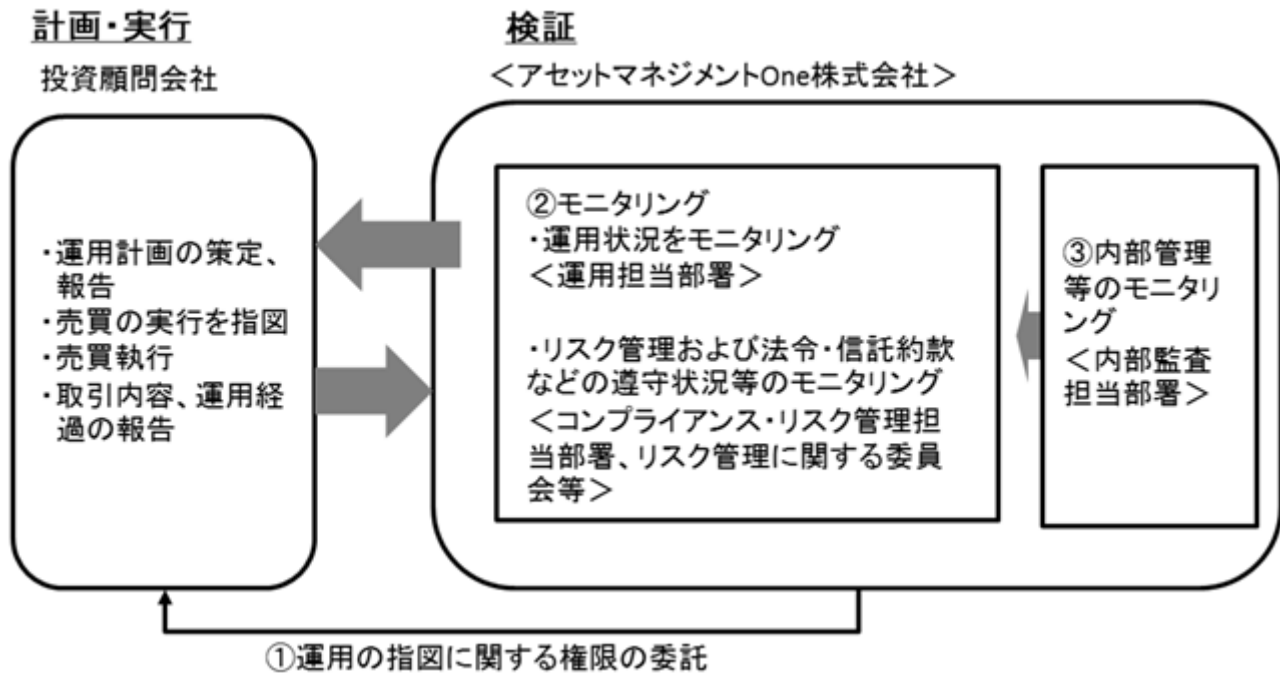 計画・実行
投資顧問会社
・運用計画の策定、
報告
・売買の実行を指図
・売買執行
・取引内容、運用経
過の報告
検証
＜アセットマネジメントOne株式会社＞
②モニタリング
・運用状況をモニタリング
＜運用担当部署＞
・リスク管理および法令・信託約款
などの遵守状況等のモニタリング
＜コンプライアンス・リスク管理担
当部署、リスク管理に関する委員
会等＞
③内部管理
等のモニタリ
ング
＜内部監査
担当部署＞
①運用の指図に関する権限の委託